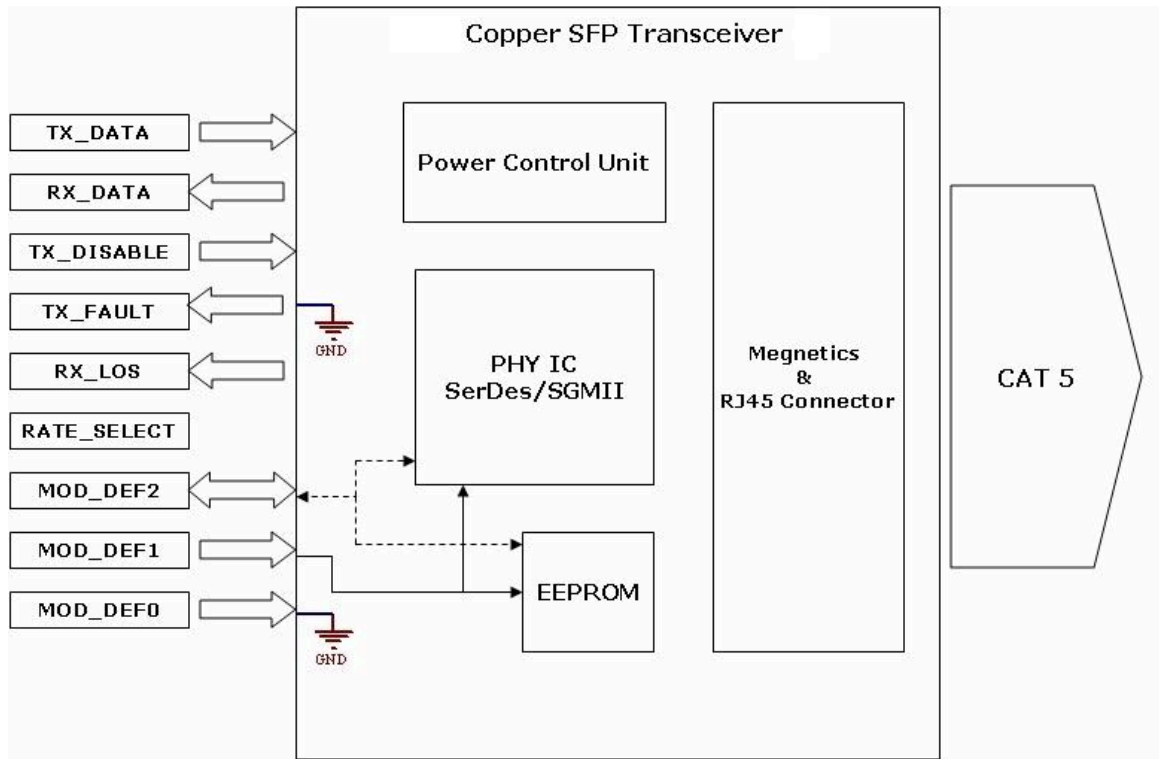 Copper SFP Transceiver
TX_DATA
RX_DATA
TX_DISABLE
TX_FAULT
RX_LOS
RATE_SELECT
MOD_DEF2
MOD_DEF1
MOD_DEF0
GND
GND
Power Control Unit
PHY IC
SerDes/SGMII
EEPROM
Megnetics
&
RJ45 Connector
CAT 5